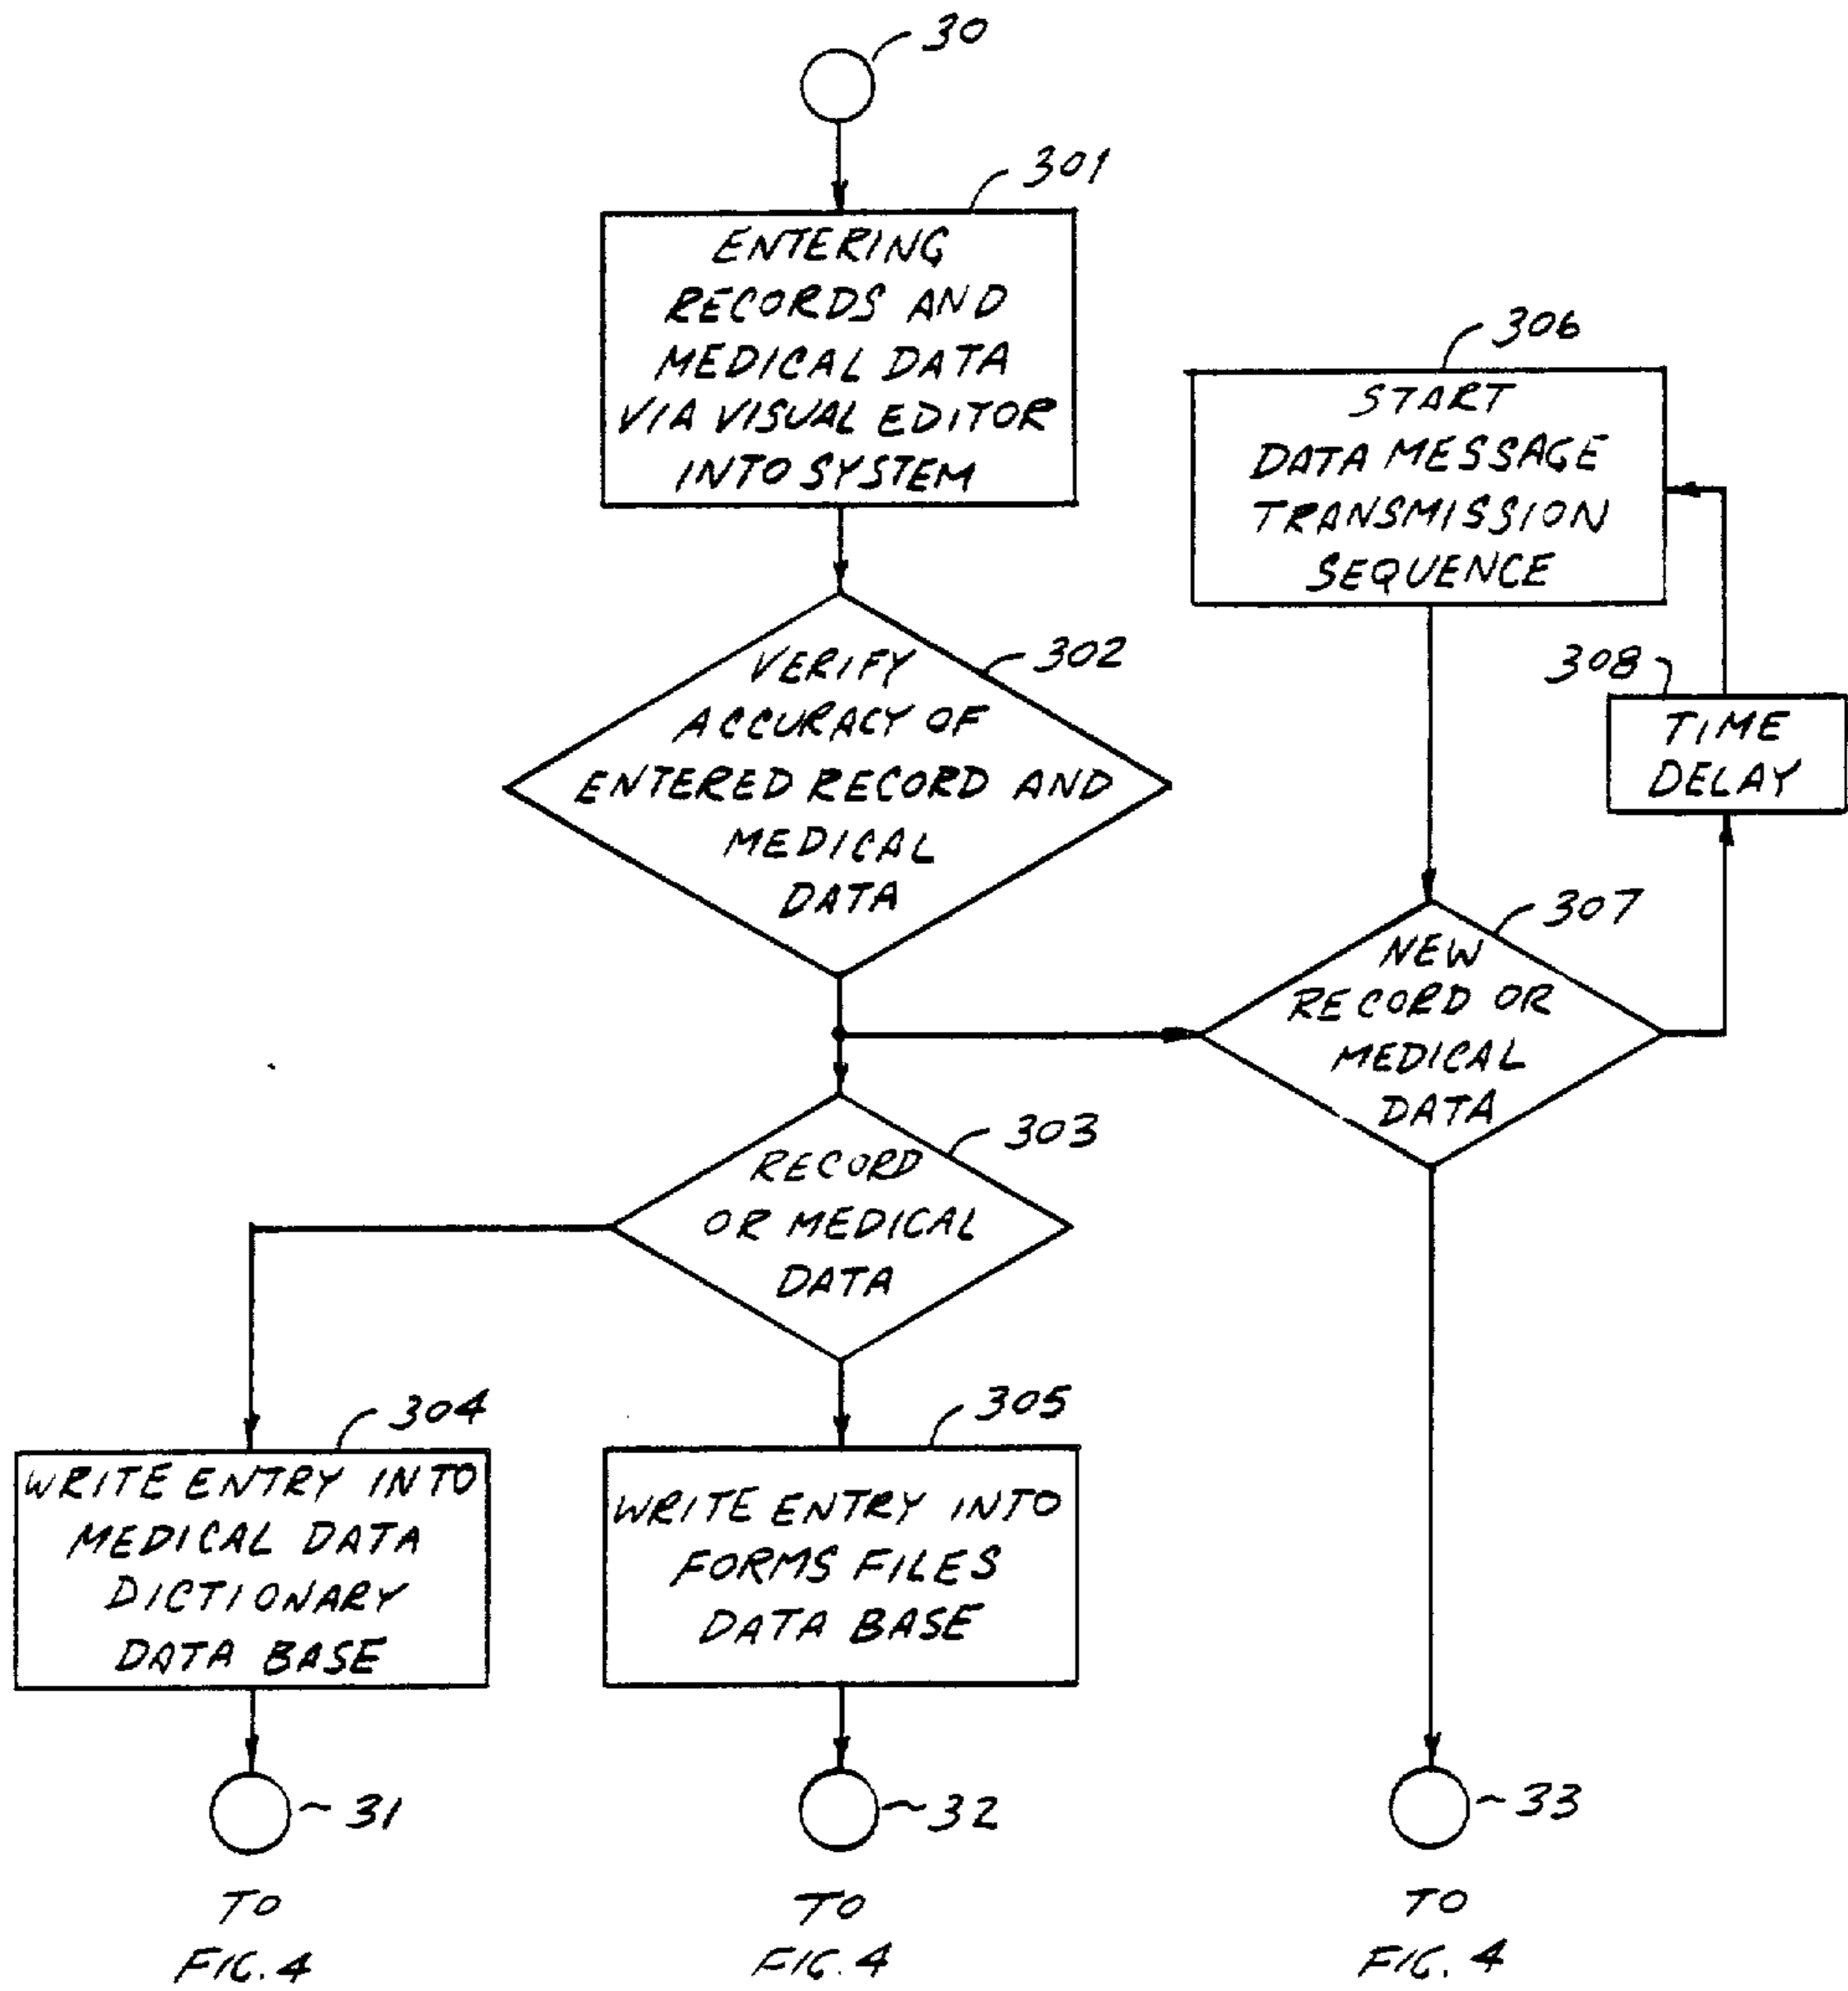 30
301
ENTERING
RECORDS AND
MEDICAL DATA
VIA VISUAL EDITOR
INTO SYSTEM
302
VERIFY
ACCURACY OF
ENTERED RECORD AND
MEDICAL
DATA
303
RECORD
OR MEDICAL
DATA
304
WRITE ENTRY INTO
MEDICAL DATA
DICTIONARY
DATA BASE
305
WRITE ENTRY INTO
FORMS FILES
DATA BASE
306
START
DATA MESSAGE
TRANSMISSION
SEQUENCE
308
TIME
DELAY
307
NEW
RECORD OR
MEDICAL
DATA
31
TO
FIG. 4
32
TO
FIG. 4
33
TO
FIG. 4